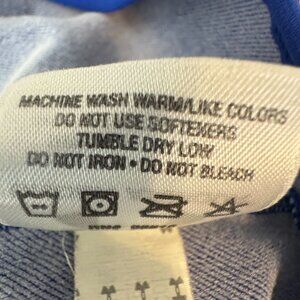 MACHINE WASH WARM/LIKE COLORS
DO NOT USE SOFTENERS
TUMBLE DRY LOW
DO NOT IRON • DO NOT BLEACH